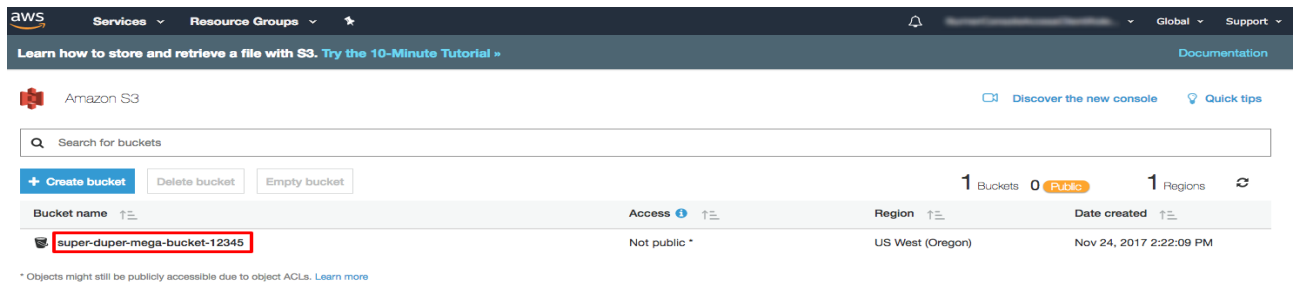 aws Services Resource Groups Global Support
Learn how to store and retrieve a file with S3. Try the 10-Minute Tutorial » Documentation
Amazon S3 Discover the new console Quick tips
Search for buckets
+ Create bucket Delete bucket Empty bucket 1 Buckets 0 Public 1 Regions
Bucket name Access Region Date created
super-duper-mega-bucket-12345 Not public * US West (Oregon) Nov 24, 2017 2:22:09 PM
* Objects might still be publicly accessible due to object ACLs. Learn more